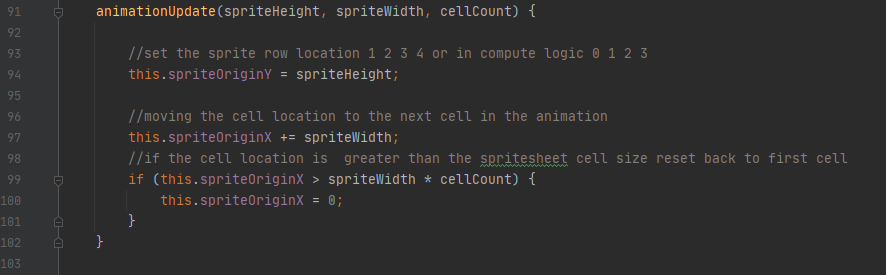 91 animationUpdate(spriteHeight, spriteWidth, cellCount) {
92
93 //set the sprite row location 1 2 3 4 or in compute logic 0 1 2 3
94 this.spriteOriginY = spriteHeight;
95
96 //moving the cell location to the next cell in the animation
97 this.spriteOriginX += spriteWidth;
98 //if the cell location is  greater than the spritesheet cell size reset back to first cell
99 if (this.spriteOriginX > spriteWidth * cellCount) {
100 this.spriteOriginX = 0;
101 }
102 }
103